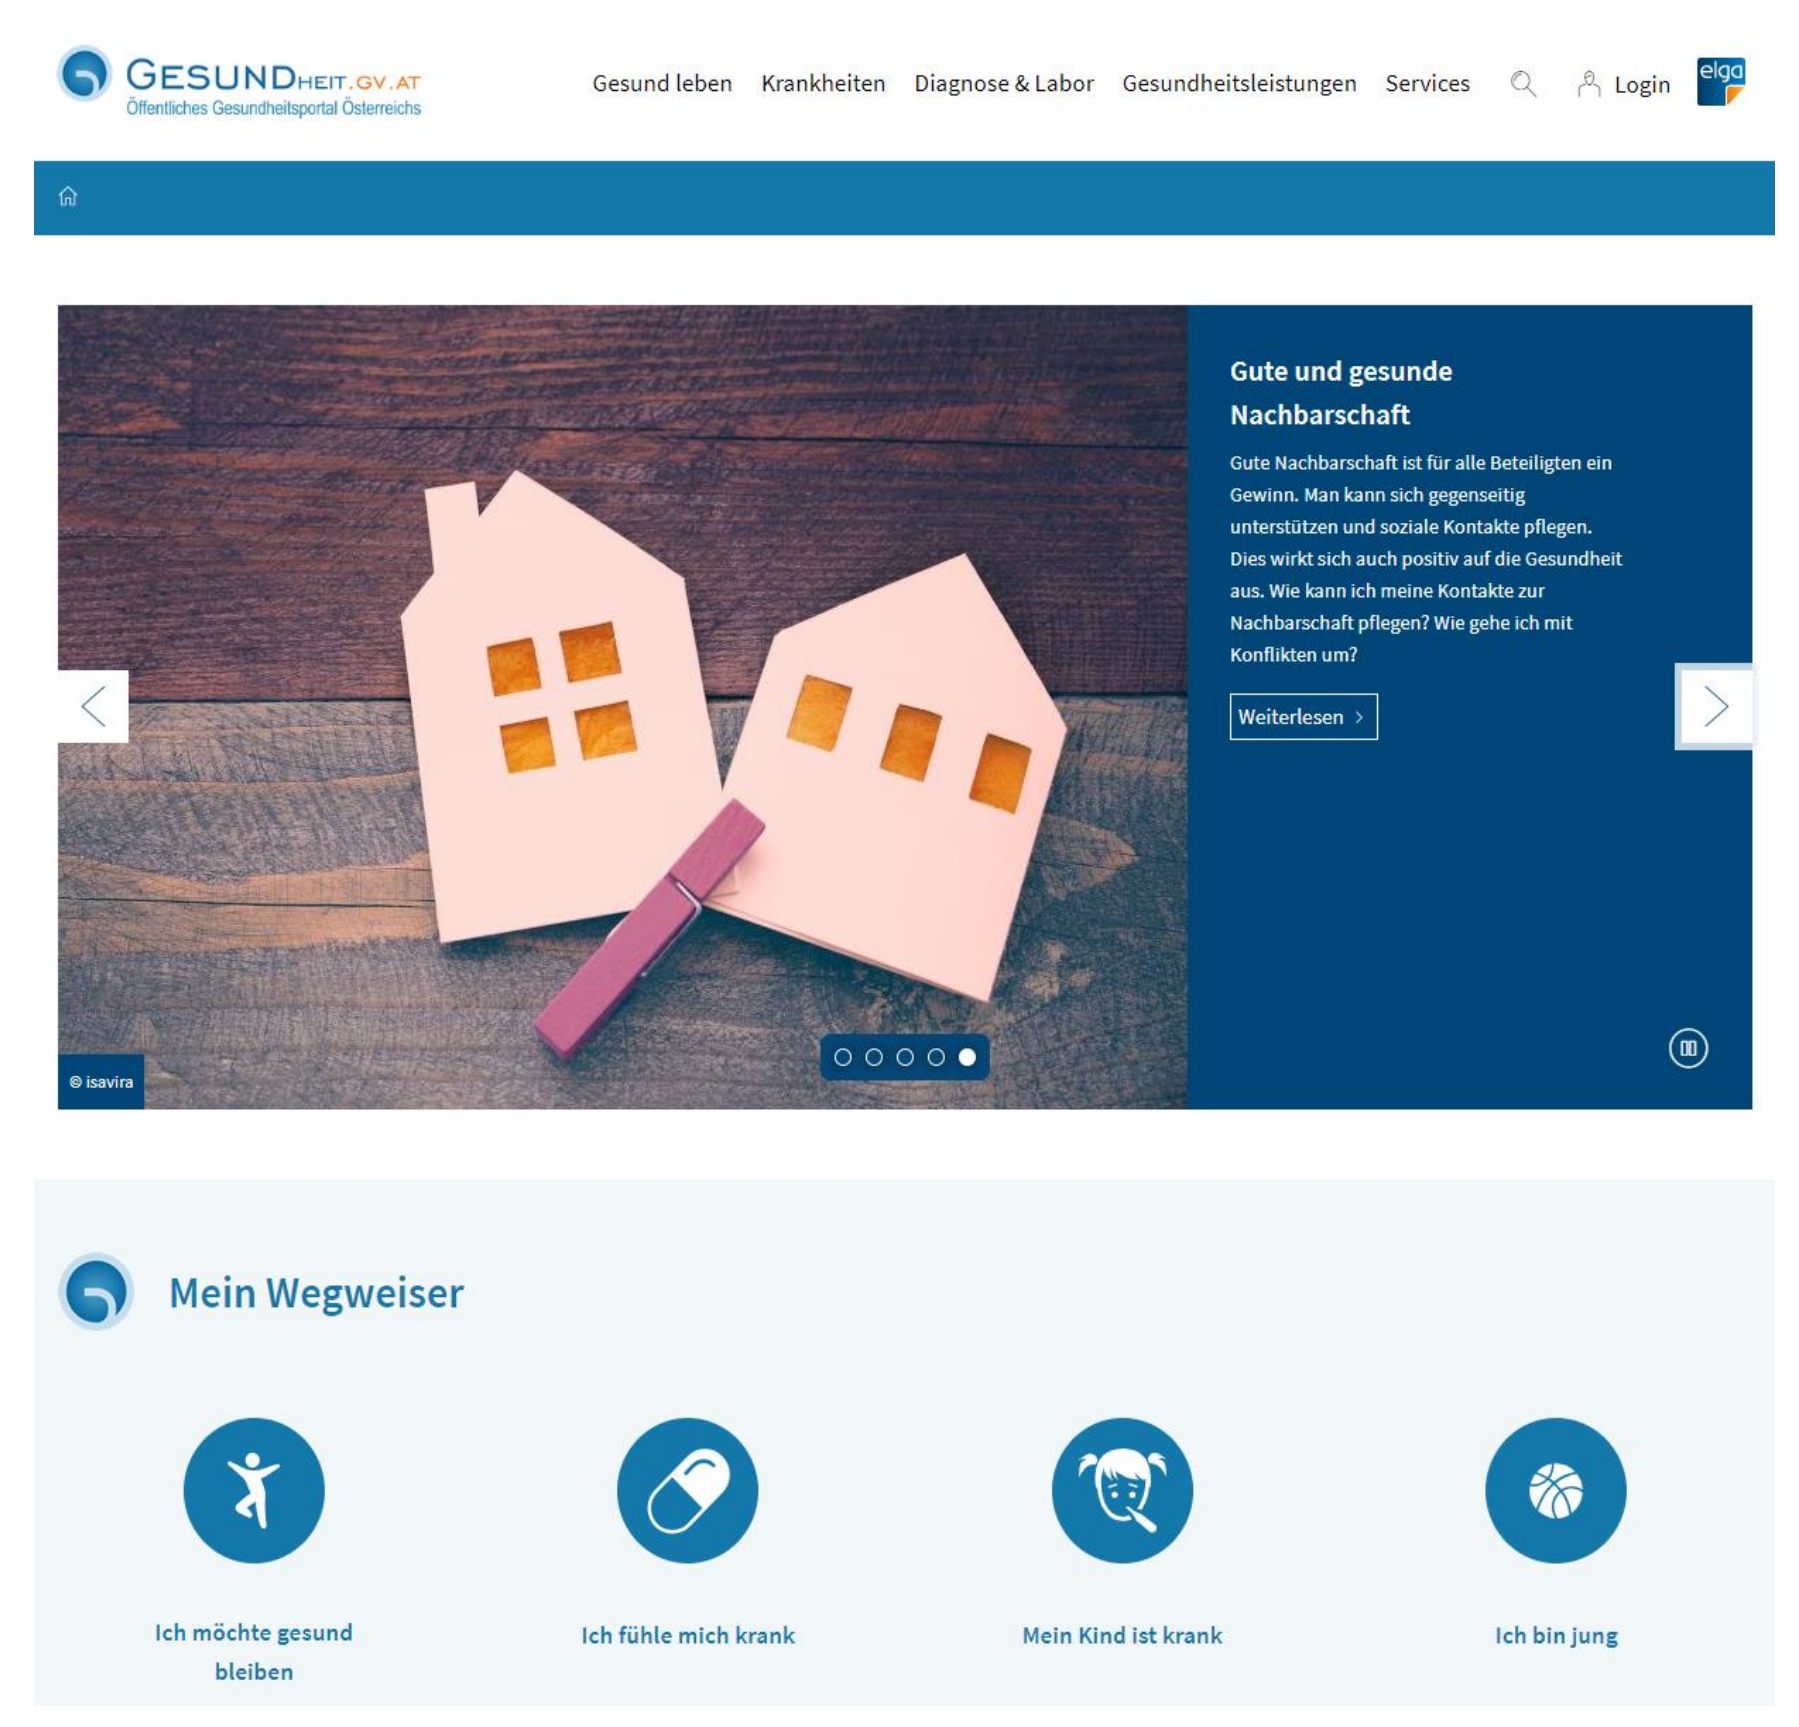 GESUNDHEIT.GV.AT
Öffentliches Gesundheitsportal Österreichs
Gesund leben Krankheiten Diagnose & Labor Gesundheitsleistungen Services Login elga
Gute und gesunde
Nachbarschaft
Gute Nachbarschaft ist für alle Beteiligten ein
Gewinn. Man kann sich gegenseitig
unterstützen und soziale Kontakte pflegen.
Dies wirkt sich auch positiv auf die Gesundheit
aus. Wie kann ich meine Kontakte zur
Nachbarschaft pflegen? Wie gehe ich mit
Konflikten um?
Weiterlesen
© isavira
Mein Wegweiser
Ich möchte gesund
bleiben
Ich fühle mich krank
Mein Kind ist krank
Ich bin jung